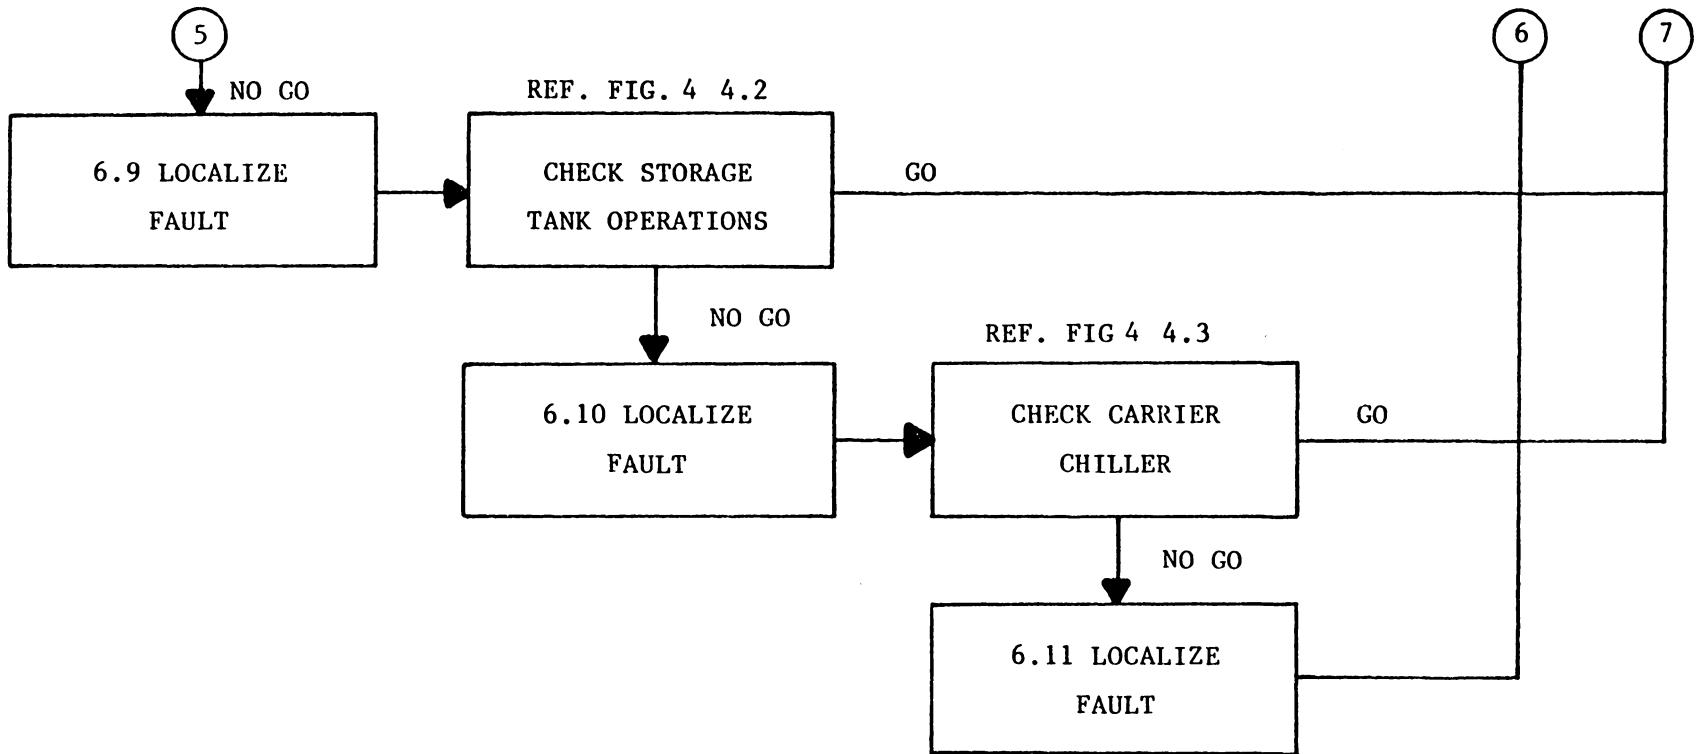 5
6
7
NO GO
REF. FIG. 4 4.2
6.9 LOCALIZE
FAULT
CHECK STORAGE
TANK OPERATIONS
GO
NO GO
REF. FIG 4 4.3
6.10 LOCALIZE
FAULT
CHECK CARRIER
CHILLER
GO
NO GO
6.11 LOCALIZE
FAULT